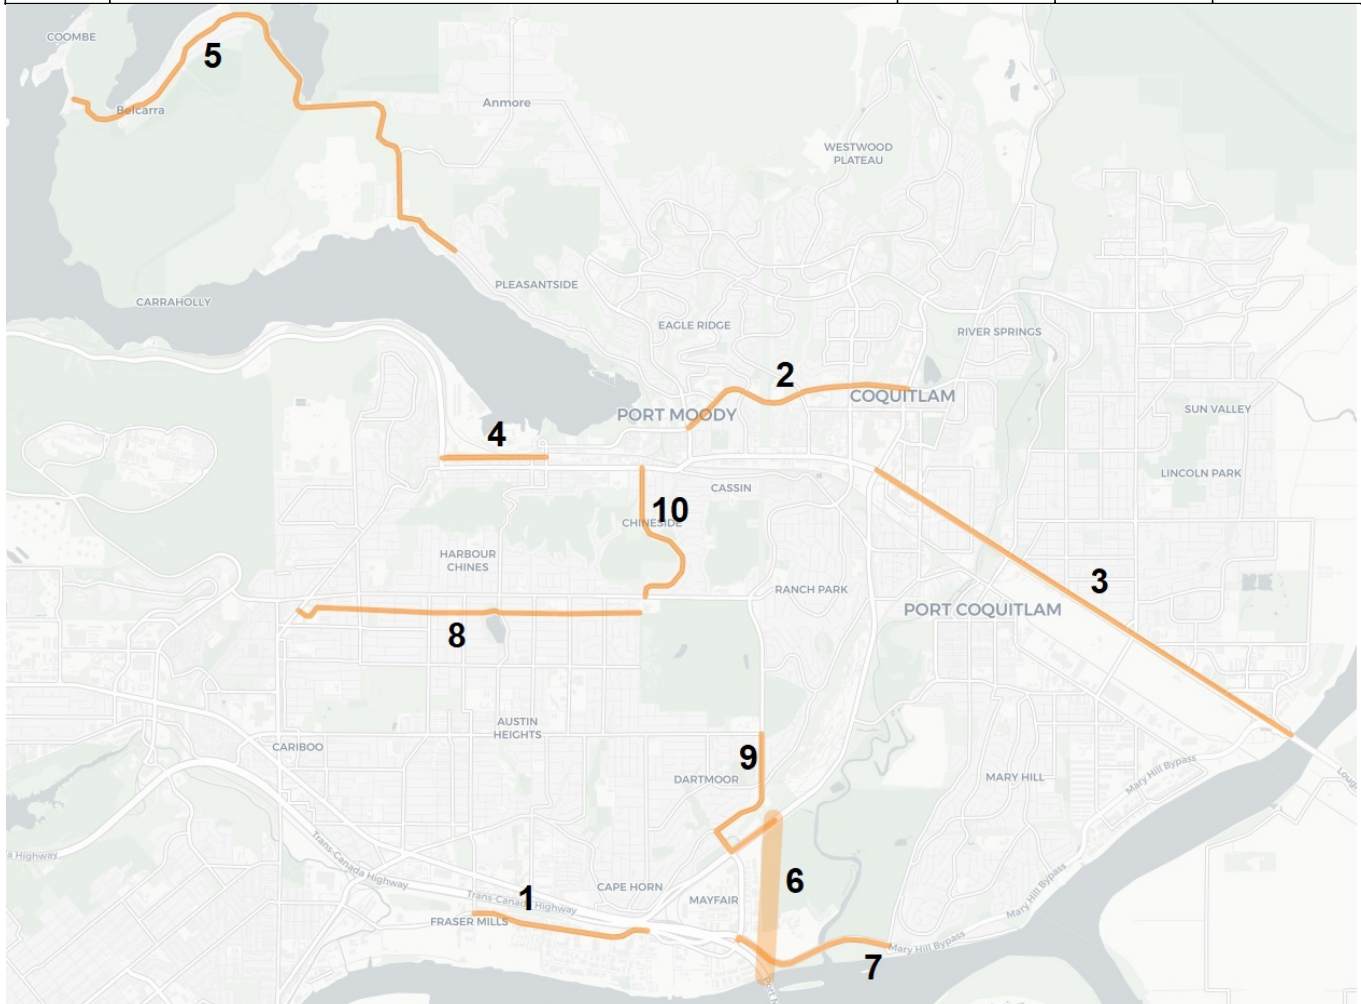 COOMBE
5
Belcarra
Anmore
WESTWOOD
PLATEAU
PLEASANTSIDE
CARRAHOLLY
EAGLE RIDGE
RIVER SPRINGS
2
COQUITLAM
PORT MOODY
SUN VALLEY
4
LINCOLN PARK
CASSIN
10
CHINESIDE
HARBOUR
CHINES
3
RANCH PARK
PORT COQUITLAM
8
AUSTIN
HEIGHTS
CARIBOO
9
DARTMOOR
MARY HILL
Mary Hill Bypass
Trans-Canada Highway
a Highway
6
CAPE HORN
1
Trans-Canada Highway
MAYFAIR
Mary Hill Bypass
FRASER MILLS
Mary Hill Bypass
7